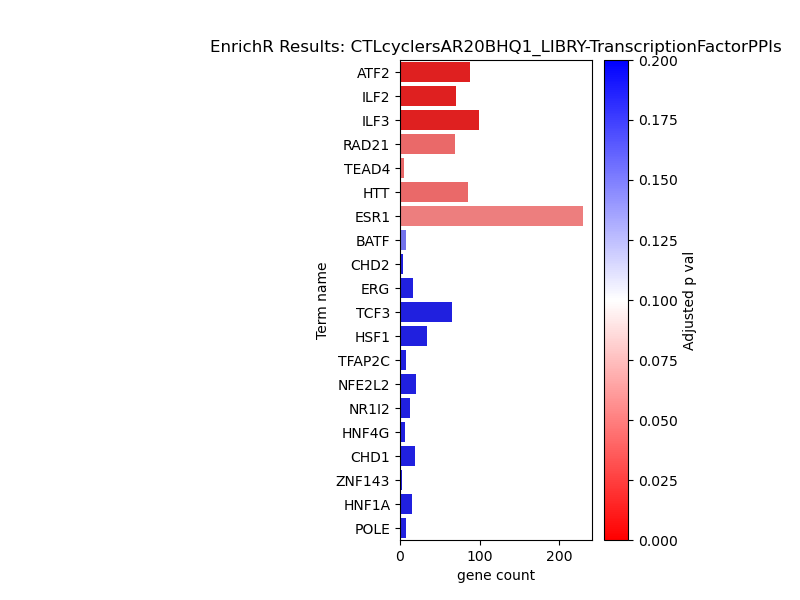 EnrichR Results: CTLcyclersAR20BHQ1_LIBRY-TranscriptionFactorPPIs
Term name
ATF2
ILF2
ILF3
RAD21
TEAD4
HTT
ESR1
BATF
CHD2
ERG
TCF3
HSF1
TFAP2C
NFE2L2
NR1I2
HNF4G
CHD1
ZNF143
HNF1A
POLE
0 100 200
gene count
0.200
0.175
0.150
0.125
0.100
0.075
0.050
0.025
0.000
Adjusted p val